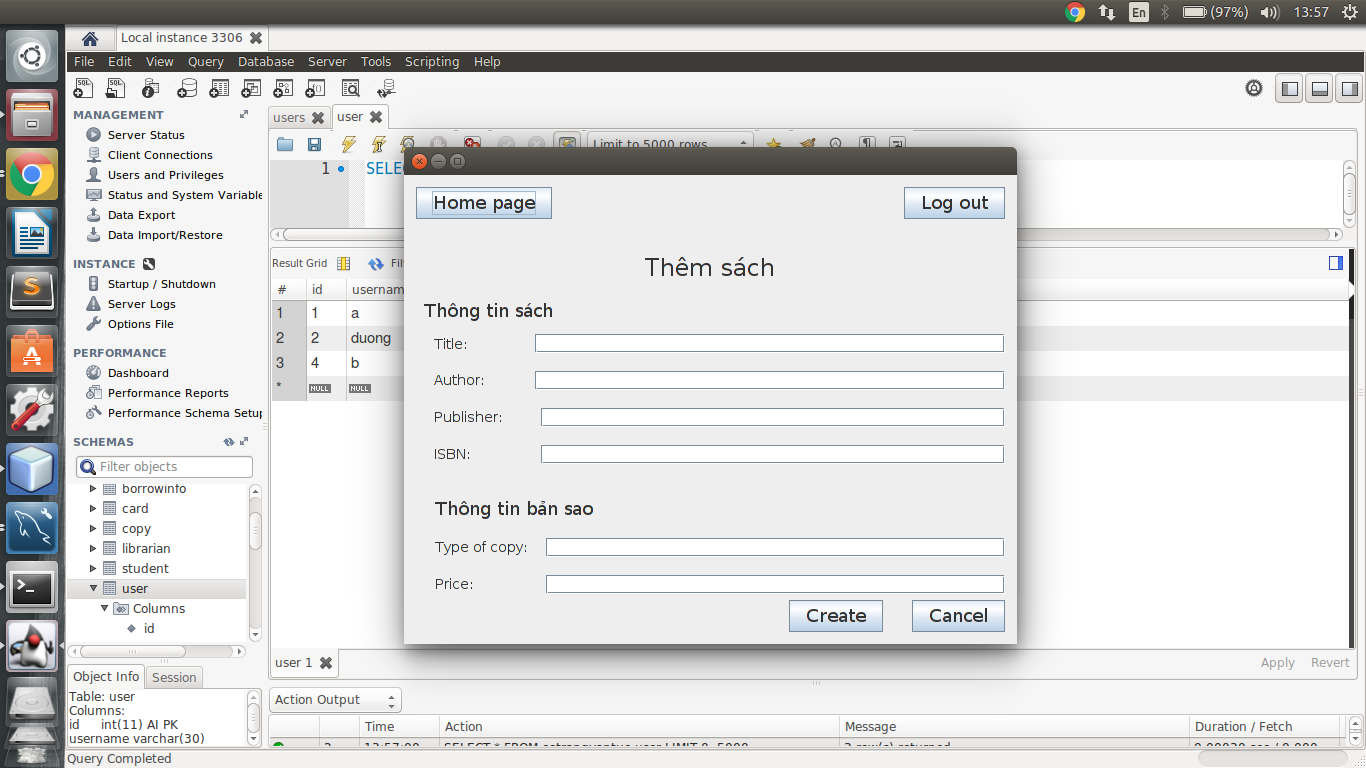 En (97%) 13:57
Local instance 3306
File Edit View Query Database Server Tools Scripting Help
MANAGEMENT
Server Status
Client Connections
Users and Privileges
Status and System Variable
Data Export
Data Import/Restore
INSTANCE
Startup / Shutdown
Server Logs
Options File
PERFORMANCE
Dashboard
Performance Reports
Performance Schema Setup
SCHEMAS
Filter objects
borrowinfo
card
copy
librarian
student
user
Columns
id
Object Info Session
Table: user
Columns:
id int(11) AI PK
username varchar(30)
Query Completed
users user
Limit to 5000 rows
1 SELE
Result Grid Fil
# id usernam
1 1 a
2 2 duong
3 4 b
* NULL NULL
Home page Log out
Thêm sách
Thông tin sách
Title:
Author:
Publisher:
ISBN:
Thông tin bản sao
Type of copy:
Price:
Create Cancel
user 1 Apply Revert
Action Output
Time Action Message Duration / Fetch
13:57:00 SELECT * FROM user LIMIT 0, 5000 3 row(s) returned